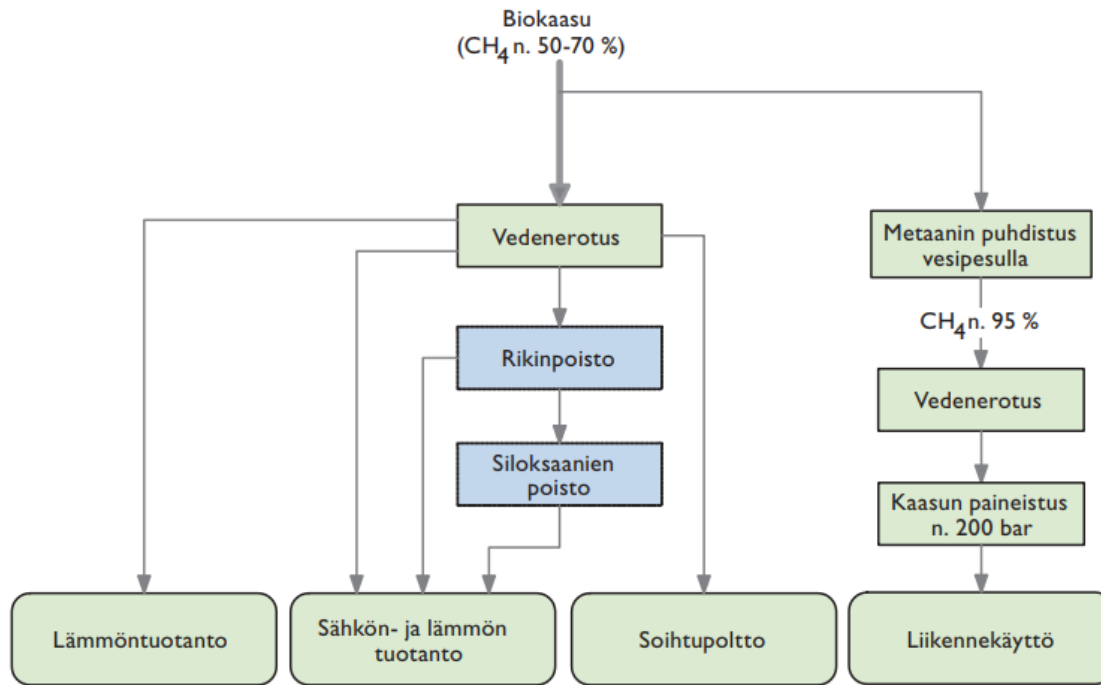 Biokaasu
(CH4 n. 50-70 %)
Vedenerotus
Metaanin puhdistus
vesipesulla
CH4 n. 95 %
Rikinpoisto
Vedenerotus
Siloksaanien
poisto
Kaasun paineistus
n. 200 bar
Lämmöntuotanto
Sähkön- ja lämmön
tuotanto
Soihtupoltto
Liikennekäyttö